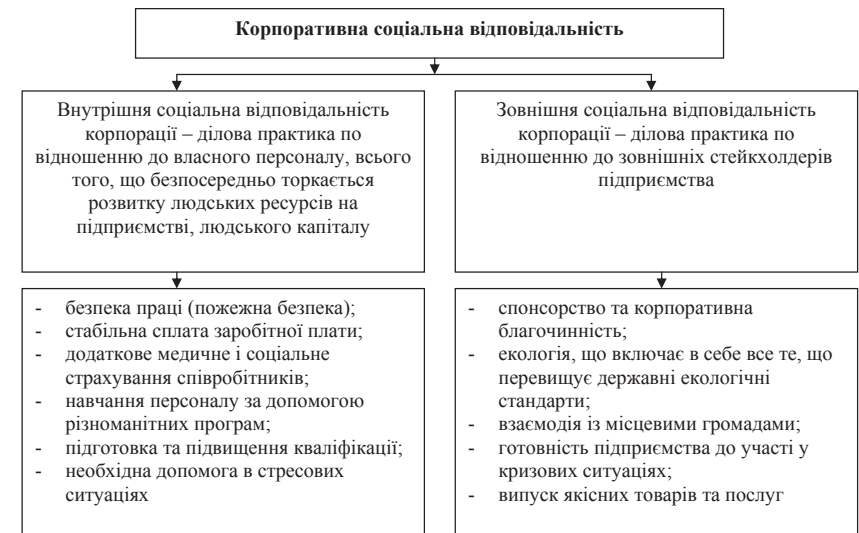 Корпоративна соціальна відповідальність
Внутрішня соціальна відповідальність
корпорації – ділова практика по
відношенню до власного персоналу, всього
того, що безпосередньо торкається
розвитку людських ресурсів на
підприємстві, людського капіталу
Зовнішня соціальна відповідальність
корпорації – ділова практика по
відношенню до зовнішніх стейкхолдерів
підприємства
- безпека праці (пожежна безпека);
- стабільна сплата заробітної плати;
- додаткове медичне і соціальне
страхування співробітників;
- навчання персоналу за допомогою
різноманітних програм;
- підготовка та підвищення кваліфікації;
- необхідна допомога в стресових
ситуаціях
- спонсорство та корпоративна
благочинність;
- екологія, що включає в себе все те, що
перевищує державні екологічні
стандарти;
- взаємодія із місцевими громадами;
- готовність підприємства до участі у
кризових ситуаціях;
- випуск якісних товарів та послуг